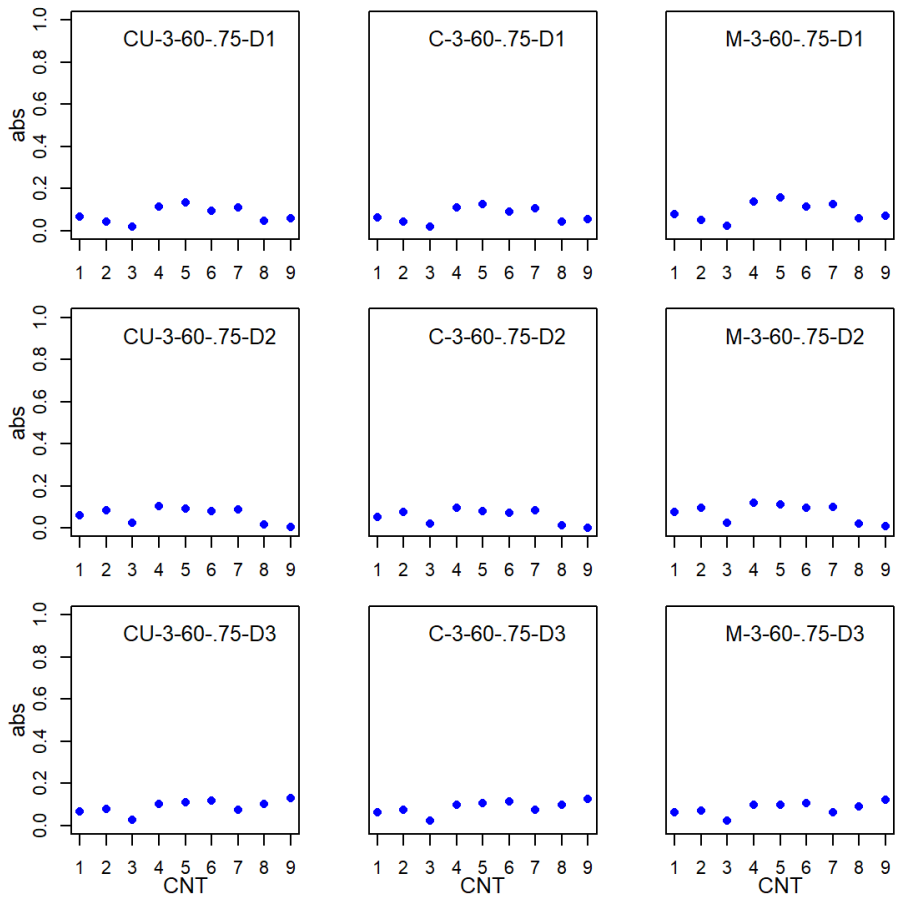 CU-3-60-.75-D1
C-3-60-.75-D1
M-3-60-.75-D1
abs
1.0
0.8
0.6
0.4
0.2
0.0
1 2 3 4 5 6 7 8 9
1 2 3 4 5 6 7 8 9
1 2 3 4 5 6 7 8 9
CU-3-60-.75-D2
C-3-60-.75-D2
M-3-60-.75-D2
abs
1.0
0.8
0.6
0.4
0.2
0.0
1 2 3 4 5 6 7 8 9
1 2 3 4 5 6 7 8 9
1 2 3 4 5 6 7 8 9
CU-3-60-.75-D3
C-3-60-.75-D3
M-3-60-.75-D3
abs
1.0
0.8
0.6
0.4
0.2
0.0
1 2 3 4 5 6 7 8 9
1 2 3 4 5 6 7 8 9
1 2 3 4 5 6 7 8 9
CNT
CNT
CNT